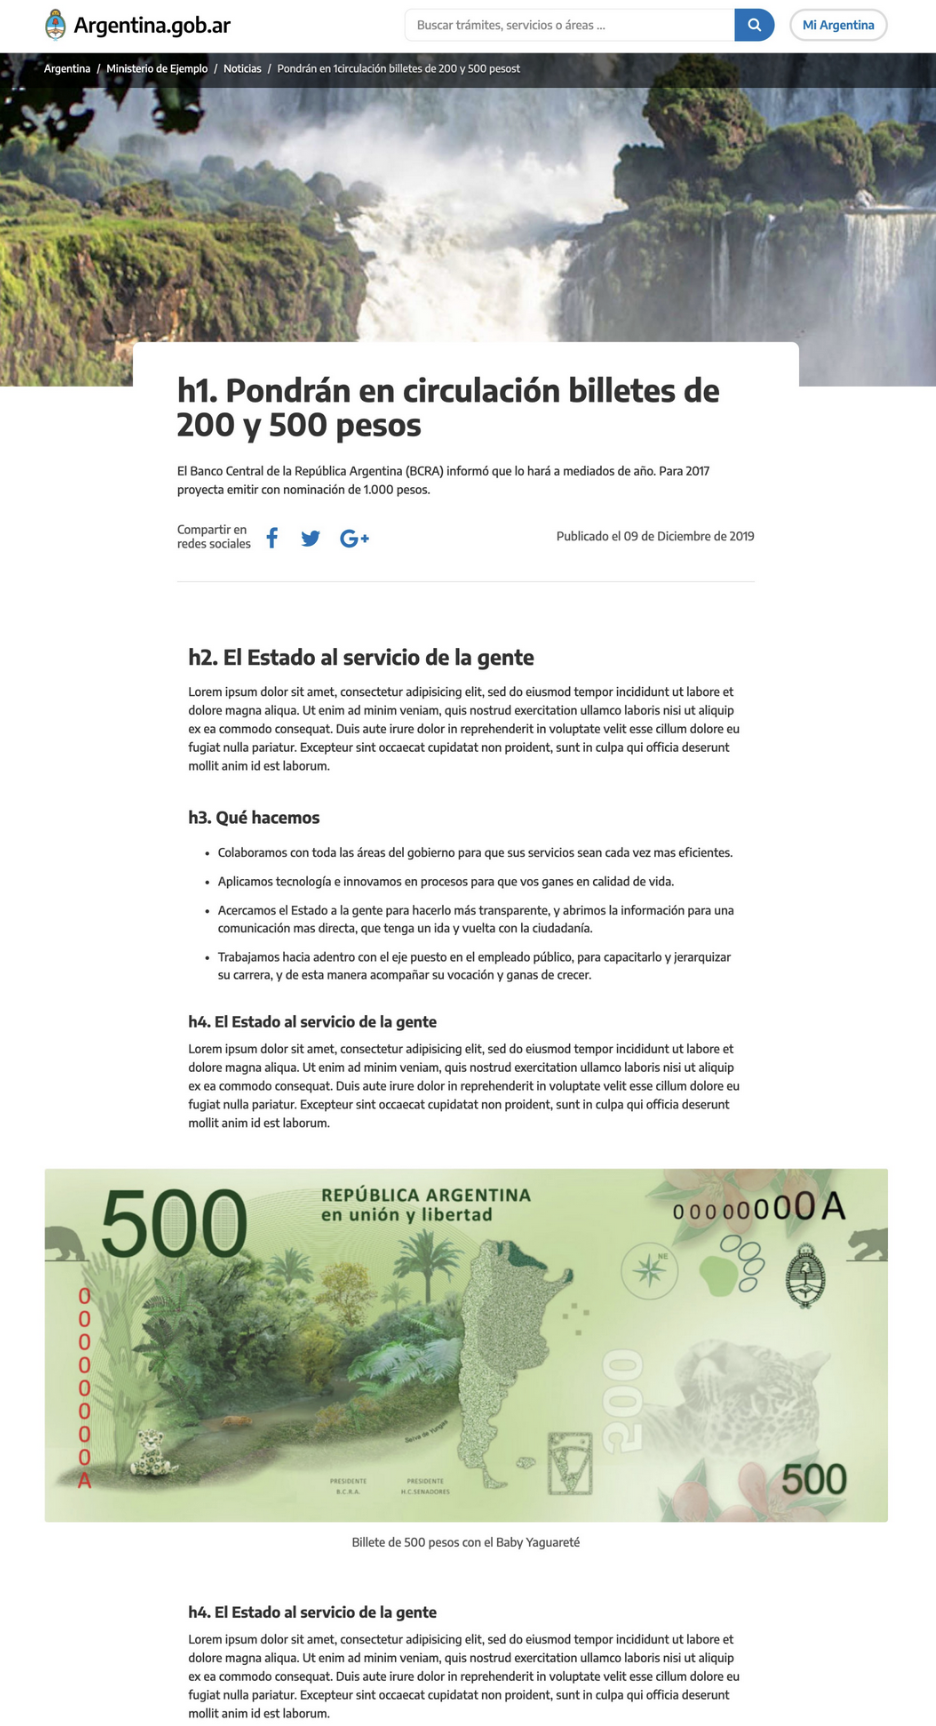 Argentina.gob.ar
Buscar trámites, servicios o áreas ...
Mi Argentina
Argentina / Ministerio de Ejemplo / Noticias / Pondrán en 1circulación billetes de 200 y 500 pesost
h1. Pondrán en circulación billetes de
200 y 500 pesos
El Banco Central de la República Argentina (BCRA) informó que lo hará a mediados de año. Para 2017
proyecta emitir con nominación de 1.000 pesos.
Compartir en
redes sociales
G+
Publicado el 09 de Diciembre de 2019
h2. El Estado al servicio de la gente
Lorem ipsum dolor sit amet, consectetur adipisicing elit, sed do eiusmod tempor incididunt ut labore et
dolore magna aliqua. Ut enim ad minim veniam, quis nostrud exercitation ullamco laboris nisi ut aliquip
ex ea commodo consequat. Duis aute irure dolor in reprehenderit in voluptate velit esse cillum dolore eu
fugiat nulla pariatur. Excepteur sint occaecat cupidatat non proident, sunt in culpa qui officia deserunt
mollit anim id est laborum.
h3. Qué hacemos
• Colaboramos con toda las áreas del gobierno para que sus servicios sean cada vez mas eficientes.
• Aplicamos tecnología e innovamos en procesos para que vos ganes en calidad de vida.
• Acercamos el Estado a la gente para hacerlo más transparente, y abrimos la información para una
comunicación mas directa, que tenga un ida y vuelta con la ciudadanía.
• Trabajamos hacia adentro con el eje puesto en el empleado público, para capacitarlo y jerarquizar
su carrera, y de esta manera acompañar su vocación y ganas de crecer.
h4. El Estado al servicio de la gente
Lorem ipsum dolor sit amet, consectetur adipisicing elit, sed do eiusmod tempor incididunt ut labore et
dolore magna aliqua. Ut enim ad minim veniam, quis nostrud exercitation ullamco laboris nisi ut aliquip
ex ea commodo consequat. Duis aute irure dolor in reprehenderit in voluptate velit esse cillum dolore eu
fugiat nulla pariatur. Excepteur sint occaecat cupidatat non proident, sunt in culpa qui officia deserunt
mollit anim id est laborum.
500
REPÚBLICA ARGENTINA
en unión y libertad
00000000A
NE
00000000A
200
Selva de Yungas
PRESIDENTE
B.C.R.A.
PRESIDENTE
H.C.SENADORES
500
Billete de 500 pesos con el Baby Yaguareté
h4. El Estado al servicio de la gente
Lorem ipsum dolor sit amet, consectetur adipisicing elit, sed do eiusmod tempor incididunt ut labore et
dolore magna aliqua. Ut enim ad minim veniam, quis nostrud exercitation ullamco laboris nisi ut aliquip
ex ea commodo consequat. Duis aute irure dolor in reprehenderit in voluptate velit esse cillum dolore eu
fugiat nulla pariatur. Excepteur sint occaecat cupidatat non proident, sunt in culpa qui officia deserunt
mollit anim id est laborum.